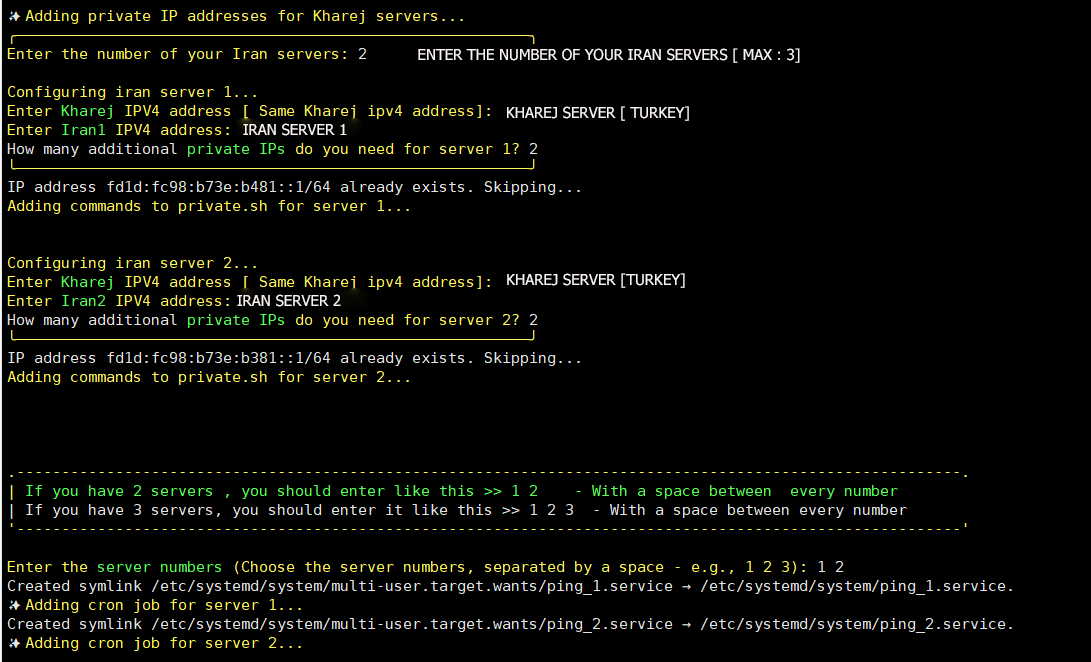 Adding private IP addresses for Kharej servers...
Enter the number of your Iran servers: 2 ENTER THE NUMBER OF YOUR IRAN SERVERS [ MAX : 3]
Configuring iran server 1...
Enter Kharej IPV4 address [ Same Kharej ipv4 address]: KHAREJ SERVER [ TURKEY]
Enter Iran1 IPV4 address: IRAN SERVER 1
How many additional private IPs do you need for server 1? 2
IP address fd1d:fc98:b73e:b481::1/64 already exists. Skipping...
Adding commands to private.sh for server 1...
Configuring iran server 2...
Enter Kharej IPV4 address [ Same Kharej ipv4 address]: KHAREJ SERVER [TURKEY]
Enter Iran2 IPV4 address: IRAN SERVER 2
How many additional private IPs do you need for server 2? 2
IP address fd1d:fc98:b73e:b381::1/64 already exists. Skipping...
Adding commands to private.sh for server 2...
.---------------------------------------------------------------------------------------------------------.
| If you have 2 servers , you should enter like this >> 1 2    - With a space between  every number
| If you have 3 servers, you should enter it like this >> 1 2 3  - With a space between every number
'---------------------------------------------------------------------------------------------------------'
Enter the server numbers (Choose the server numbers, separated by a space - e.g., 1 2 3): 1 2
Created symlink /etc/systemd/system/multi-user.target.wants/ping_1.service → /etc/systemd/system/ping_1.service.
Adding cron job for server 1...
Created symlink /etc/systemd/system/multi-user.target.wants/ping_2.service → /etc/systemd/system/ping_2.service.
Adding cron job for server 2...